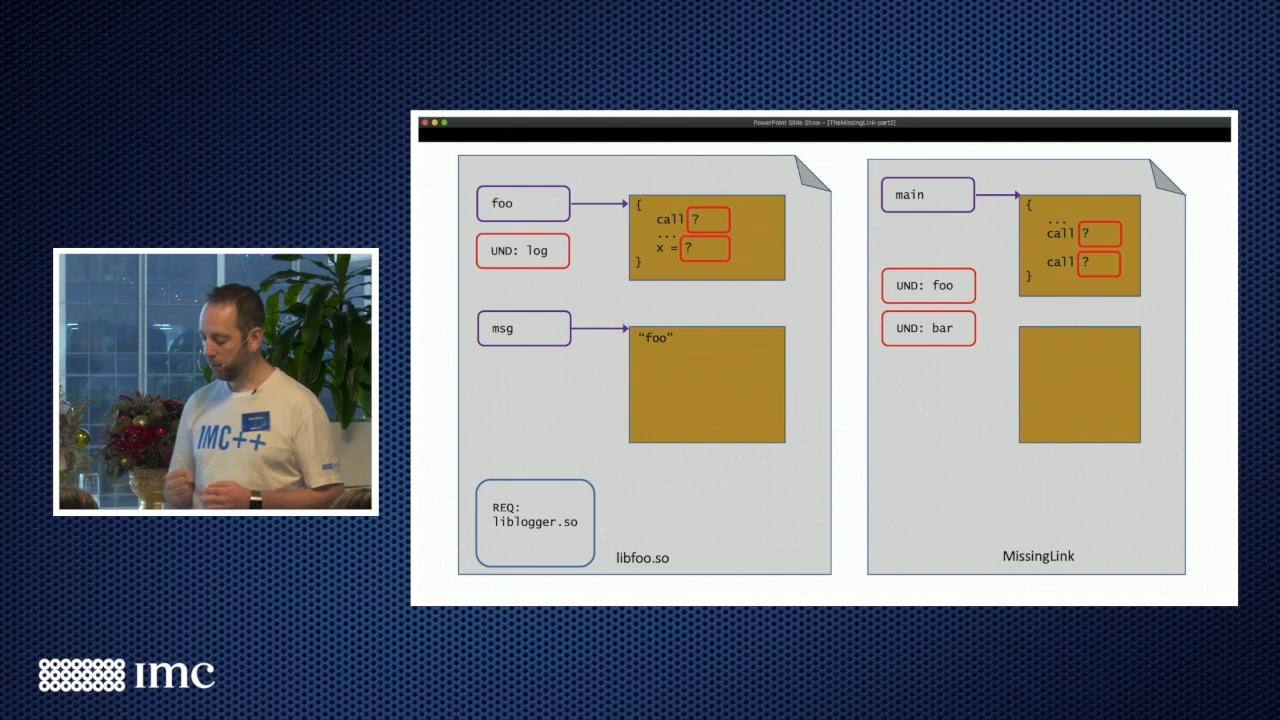 PowerPoint Slide Show – [TheMissingLink-part2]
foo
UND: log
{
call ?
...
x = ?
}
msg
"foo"
REQ:
liblogger.so
libfoo.so
main
{
...
call ?
call ?
}
UND: foo
UND: bar
MissingLink
IMC++
imc